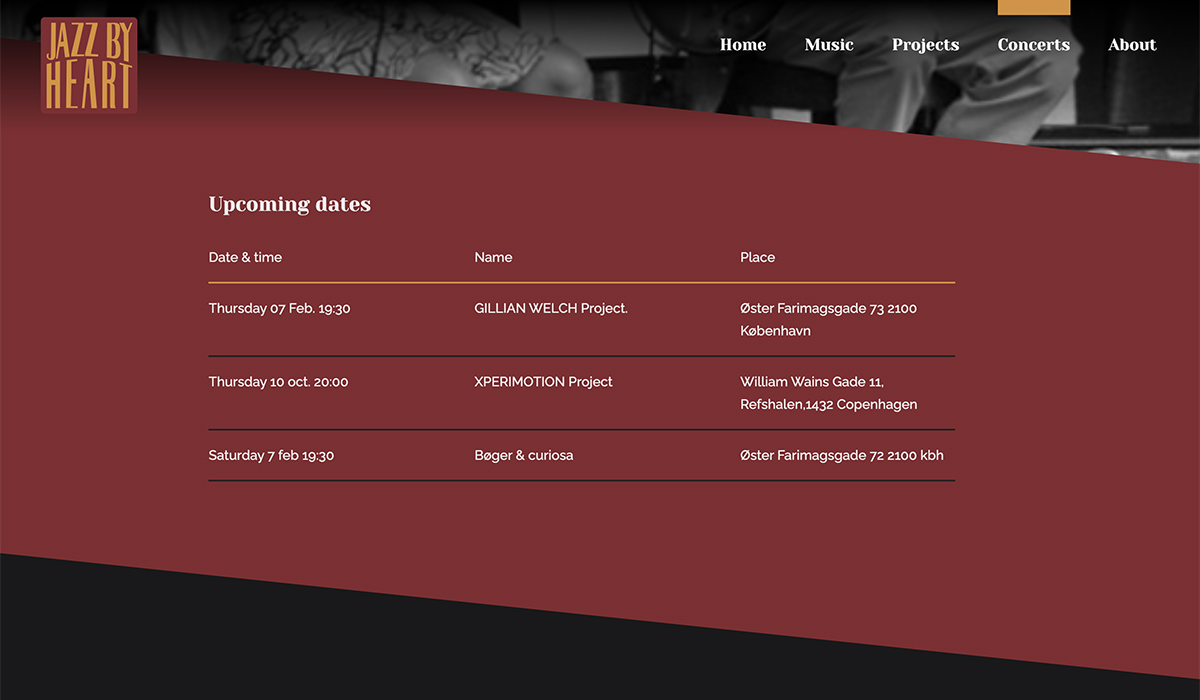 JAZZ BY
HEART
Home Music Projects Concerts About
Upcoming dates
Date & time Name Place
Thursday 07 Feb. 19:30 GILLIAN WELCH Project. Øster Farimagsgade 73 2100
København
Thursday 10 oct. 20:00 XPERIMOTION Project William Wains Gade 11,
Refshalen,1432 Copenhagen
Saturday 7 feb 19:30 Bøger & curiosa Øster Farimagsgade 72 2100 kbh